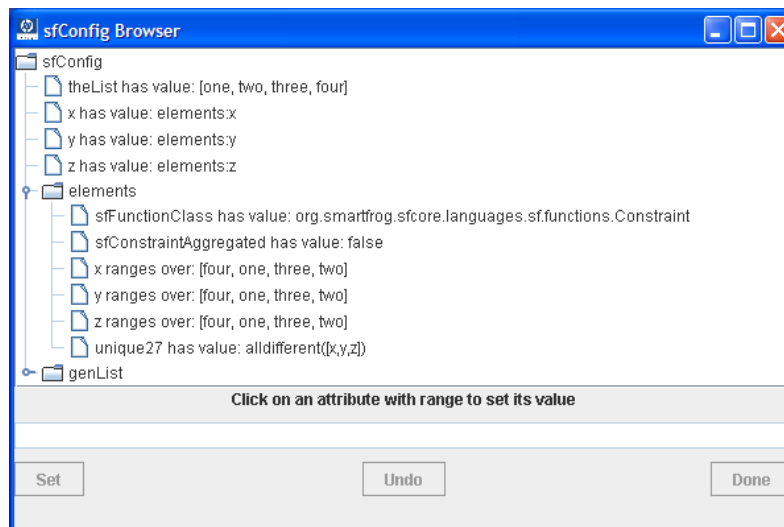 sfConfig Browser
sfConfig
theList has value: [one, two, three, four]
x has value: elements:x
y has value: elements:y
z has value: elements:z
elements
sfFunctionClass has value: org.smartfrog.sfcore.languages.sf.functions.Constraint
sfConstraintAggregated has value: false
x ranges over: [four, one, three, two]
y ranges over: [four, one, three, two]
z ranges over: [four, one, three, two]
unique27 has value: alldifferent([x,y,z])
genList
Click on an attribute with range to set its value
Set Undo Done